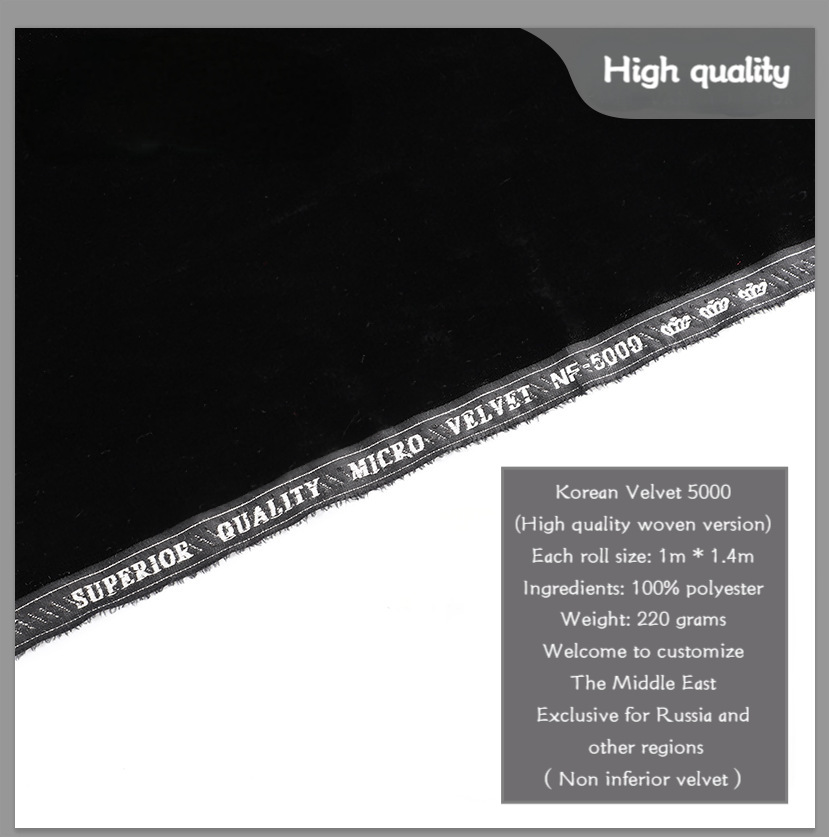 High quality
SUPERIOR QUALITY MICRO VELVET NF-5000
Korean Velvet 5000
(High quality woven version)
Each roll size: 1m * 1.4m
Ingredients: 100% polyester
Weight: 220 grams
Welcome to customize
The Middle East
Exclusive for Russia and
other regions
( Non inferior velvet )